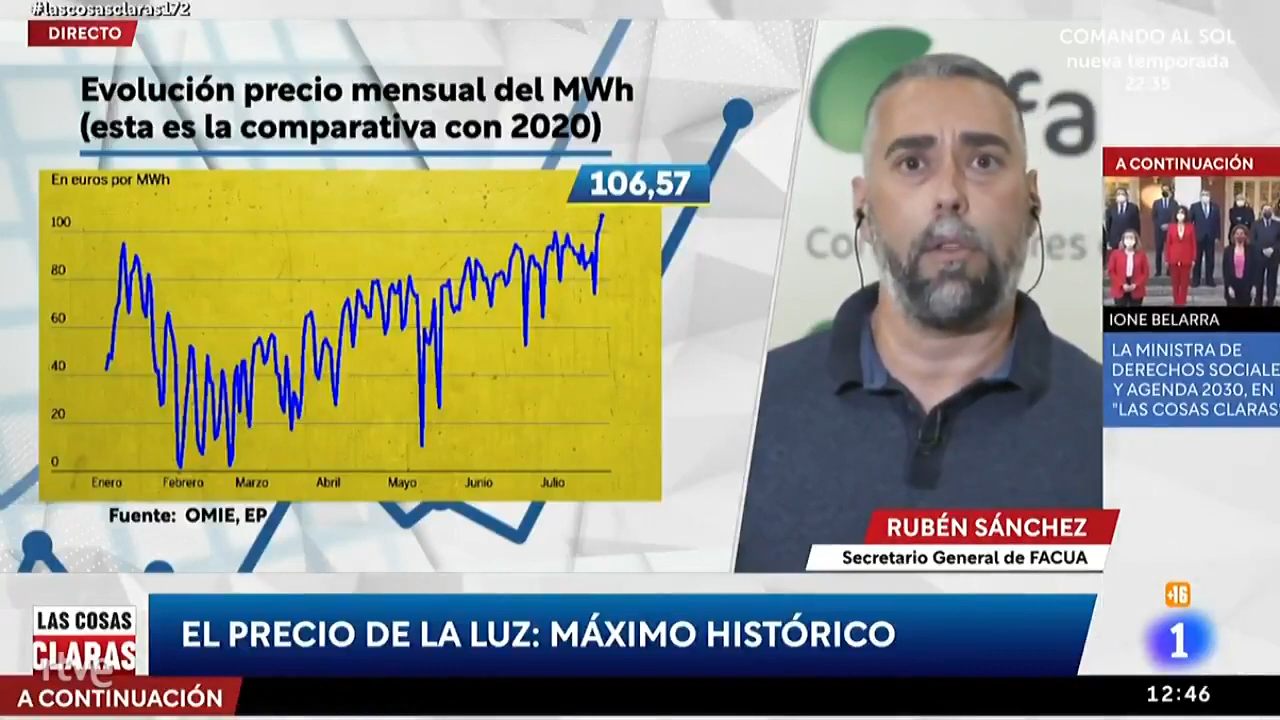 #lascosasclaras172
DIRECTO
Evolución precio mensual del MWh
(esta es la comparativa con 2020)
En euros por MWh
106,57
100
80
60
40
20
0
Enero
Febrero
Marzo
Abril
Mayo
Junio
Julio
Fuente: OMIE, EP
fa
COMANDO AL SOL
nueva temporada
22:35
A CONTINUACIÓN
IONE BELARRA
LA MINISTRA DE
DERECHOS SOCIALE
Y AGENDA 2030, EN
"LAS COSAS CLARAS"
RUBÉN SÁNCHEZ
Secretario General de FACUA
+16
1
LAS COSAS
CLARAS
rtve
EL PRECIO DE LA LUZ: MÁXIMO HISTÓRICO
A CONTINUACIÓN
12:46